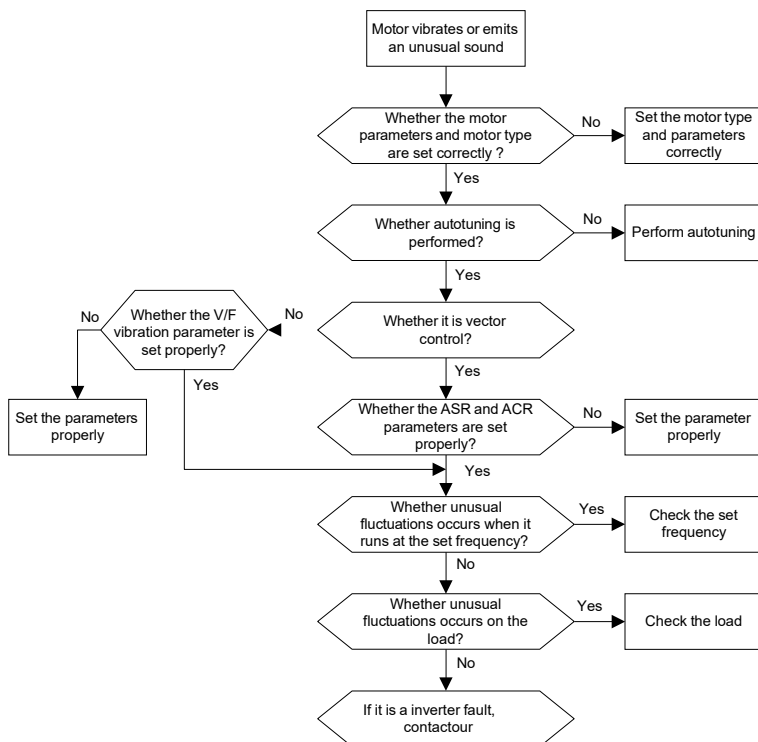 Motor vibrates or emits
an unusual sound
Whether the motor
parameters and motor type
are set correctly ?
No
Set the motor type
and parameters
correctly
Yes
Whether autotuning is
performed?
No
Perform autotuning
Yes
Whether it is vector
control?
No
Whether the V/F
vibration parameter is
set properly?
No
Set the parameters
properly
Yes
Yes
Whether the ASR and ACR
parameters are set
properly?
No
Set the parameter
properly
Yes
Whether unusual
fluctuations occurs when it
runs at the set frequency?
Yes
Check the set
frequency
No
Whether unusual
fluctuations occurs on the
load?
Yes
Check the load
No
If it is a inverter fault,
contactour